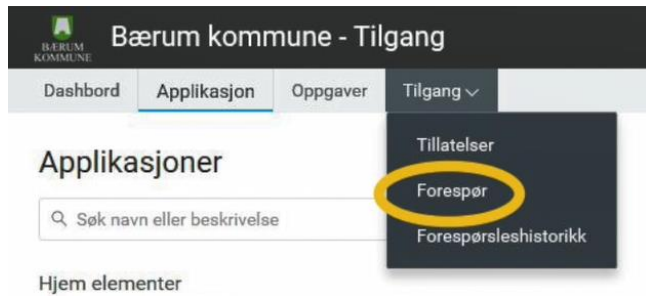 BÆRUM
KOMMUNE
Bærum kommune - Tilgang
Dashbord Applikasjon Oppgaver Tilgang
Applikasjoner
Tillatelser
Søk navn eller beskrivelse
Forespør
Forespørsleshistorikk
Hjem elementer